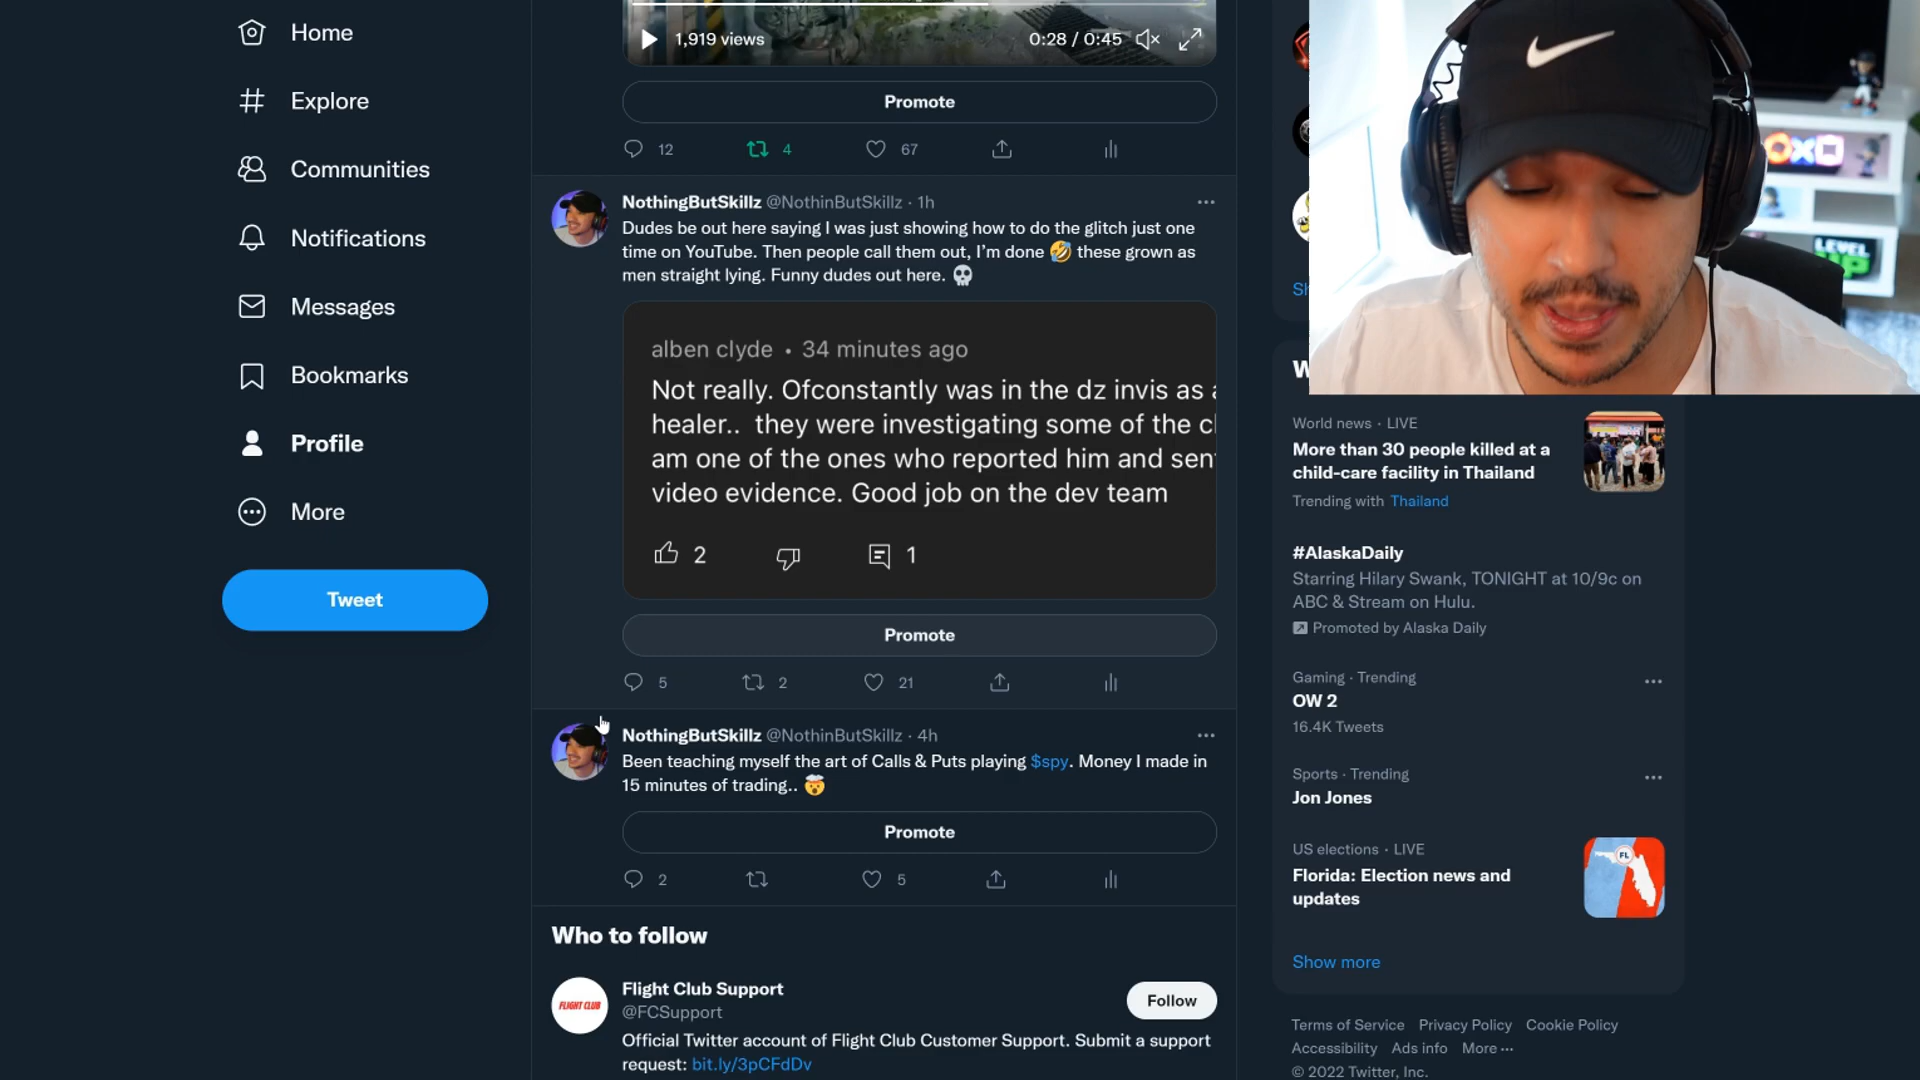 Home
Explore
Communities
Notifications
Messages
Bookmarks
Profile
More
Tweet
1,919 views
0:28 / 0:45
Promote
12
4
67
NothingButSkillz @NothinButSkillz · 1h
Dudes be out here saying I was just showing how to do the glitch just one
time on YouTube. Then people call them out, I'm done 🤣 these grown as
men straight lying. Funny dudes out here. 💀
alben clyde • 34 minutes ago
Not really. Ofconstantly was in the dz invis as
healer.. they were investigating some of the
am one of the ones who reported him and
video evidence. Good job on the dev team
2
1
Promote
5
2
21
NothingButSkillz @NothinButSkillz · 4h
Been teaching myself the art of Calls & Puts playing $spy. Money I made in
15 minutes of trading.. 🤯
Promote
2
5
Who to follow
FLIGHT CLUB
Flight Club Support
@FCSupport
Follow
Official Twitter account of Flight Club Customer Support. Submit a support
request: bit.ly/3pCFdDv
LEVEL
UP
World news · LIVE
More than 30 people killed at a
child-care facility in Thailand
Trending with Thailand
#AlaskaDaily
Starring Hilary Swank, TONIGHT at 10/9c on
ABC & Stream on Hulu.
Promoted by Alaska Daily
Gaming · Trending
OW 2
16.4K Tweets
Sports · Trending
Jon Jones
US elections · LIVE
Florida: Election news and
updates
FL
Show more
Terms of Service Privacy Policy Cookie Policy
Accessibility Ads info More ···
© 2022 Twitter, Inc.